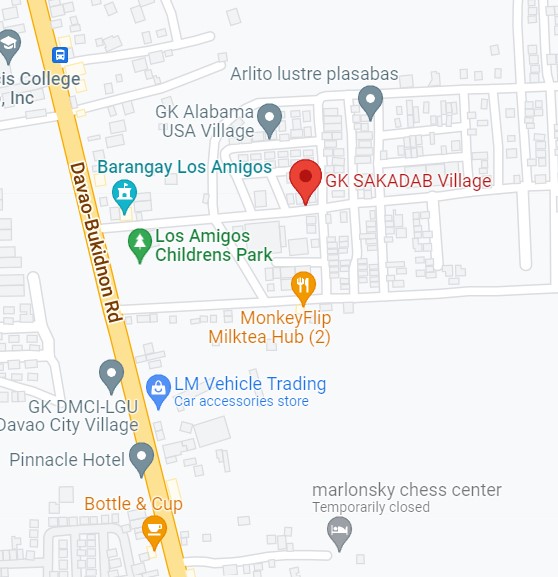 Arlito lustre plasabas
cis College
, Inc
GK Alabama
USA Village
Barangay Los Amigos
GK SAKADAB Village
Davao-Bukidnon Rd
Los Amigos
Childrens Park
MonkeyFlip
Milktea Hub (2)
LM Vehicle Trading
Car accessories store
GK DMCI-LGU
Davao City Village
Pinnacle Hotel
marlonsky chess center
Temporarily closed
Bottle & Cup